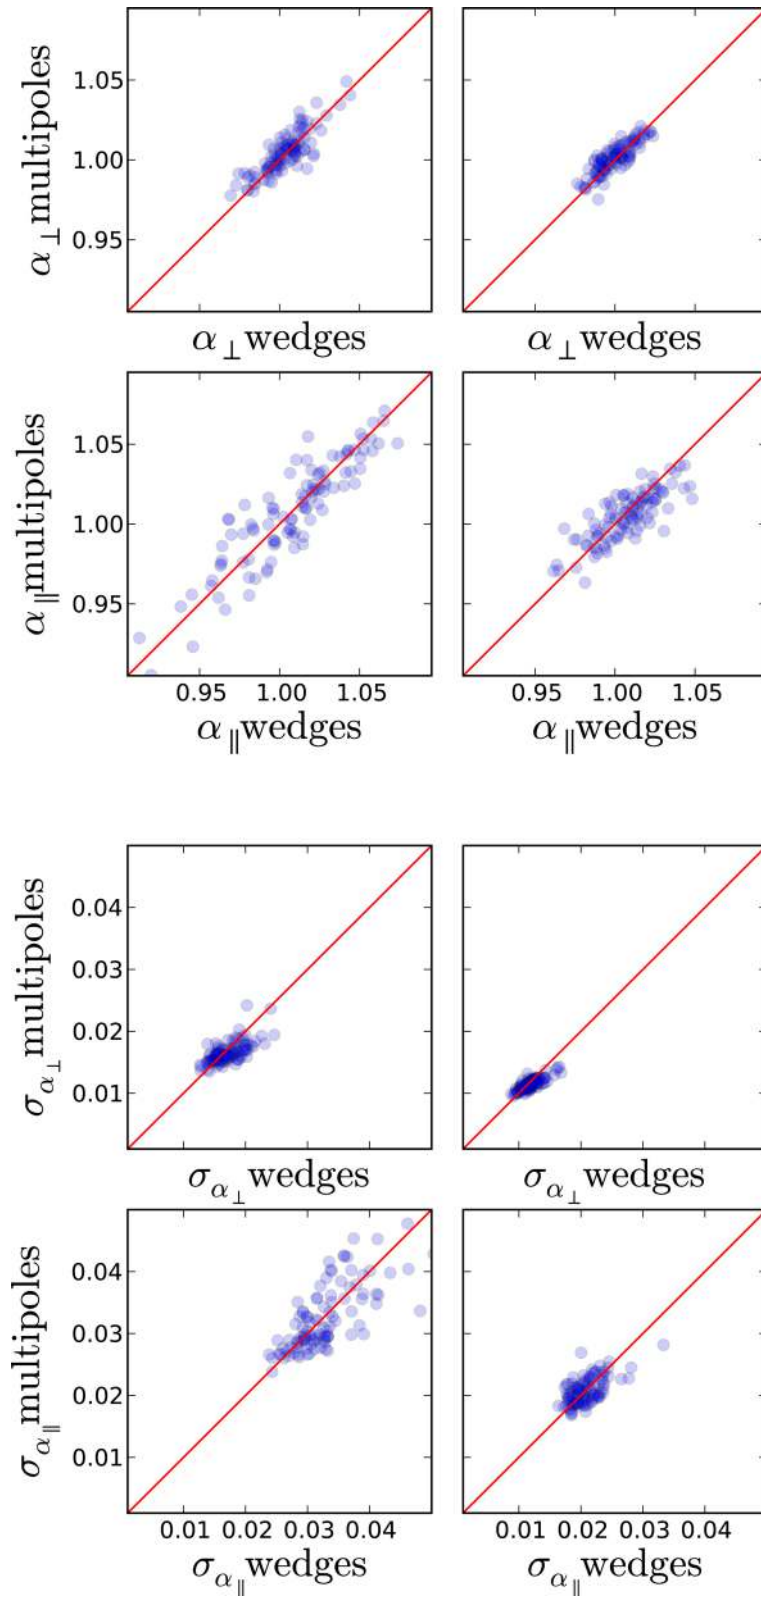 α⊥multipoles
1.05
1.00
0.95
α⊥wedges
α⊥wedges
α∥multipoles
1.05
1.00
0.95
0.95 1.00 1.05
0.95 1.00 1.05
α∥wedges
α∥wedges
σα⊥multipoles
0.04
0.03
0.02
0.01
σα⊥wedges
σα⊥wedges
σα∥multipoles
0.04
0.03
0.02
0.01
0.01 0.02 0.03 0.04
0.01 0.02 0.03 0.04
σα∥wedges
σα∥wedges